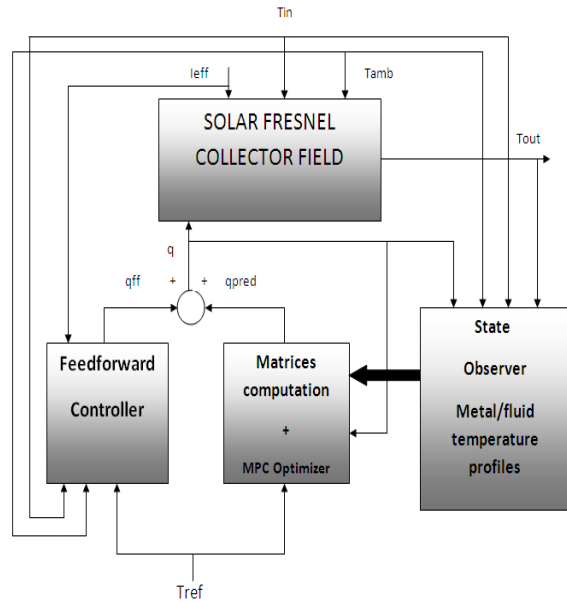 Tin
Ieff
Tamb
SOLAR FRESNEL
COLLECTOR FIELD
Tout
q
qff
+
+
qpred
Feedforward
Controller
Matrices
computation
+
MPC Optimizer
State
Observer
Metal/fluid
temperature
profiles
Tref